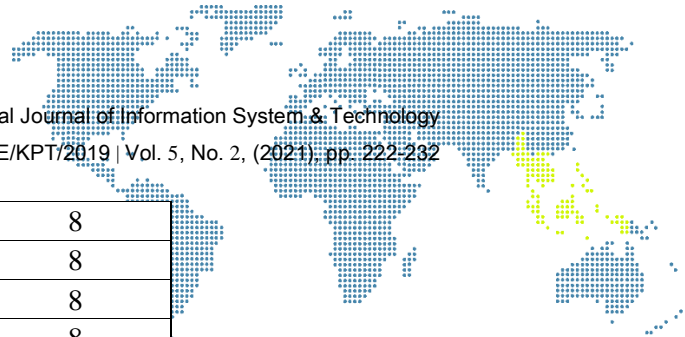 al Journal of Information System & Technology
E/KPT/2019 | Vol. 5, No. 2, (2021), pp. 222-232
8
8
8
8